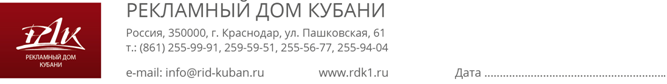 РДК
РЕКЛАМНЫЙ ДОМ
КУБАНИ
РЕКЛАМНЫЙ ДОМ КУБАНИ
Россия, 350000, г. Краснодар, ул. Пашковская, 61
т.: (861) 255-99-91, 259-59-51, 255-56-77, 255-94-04
e-mail: info@rid-kuban.ru www.rdk1.ru Дата ........................................................